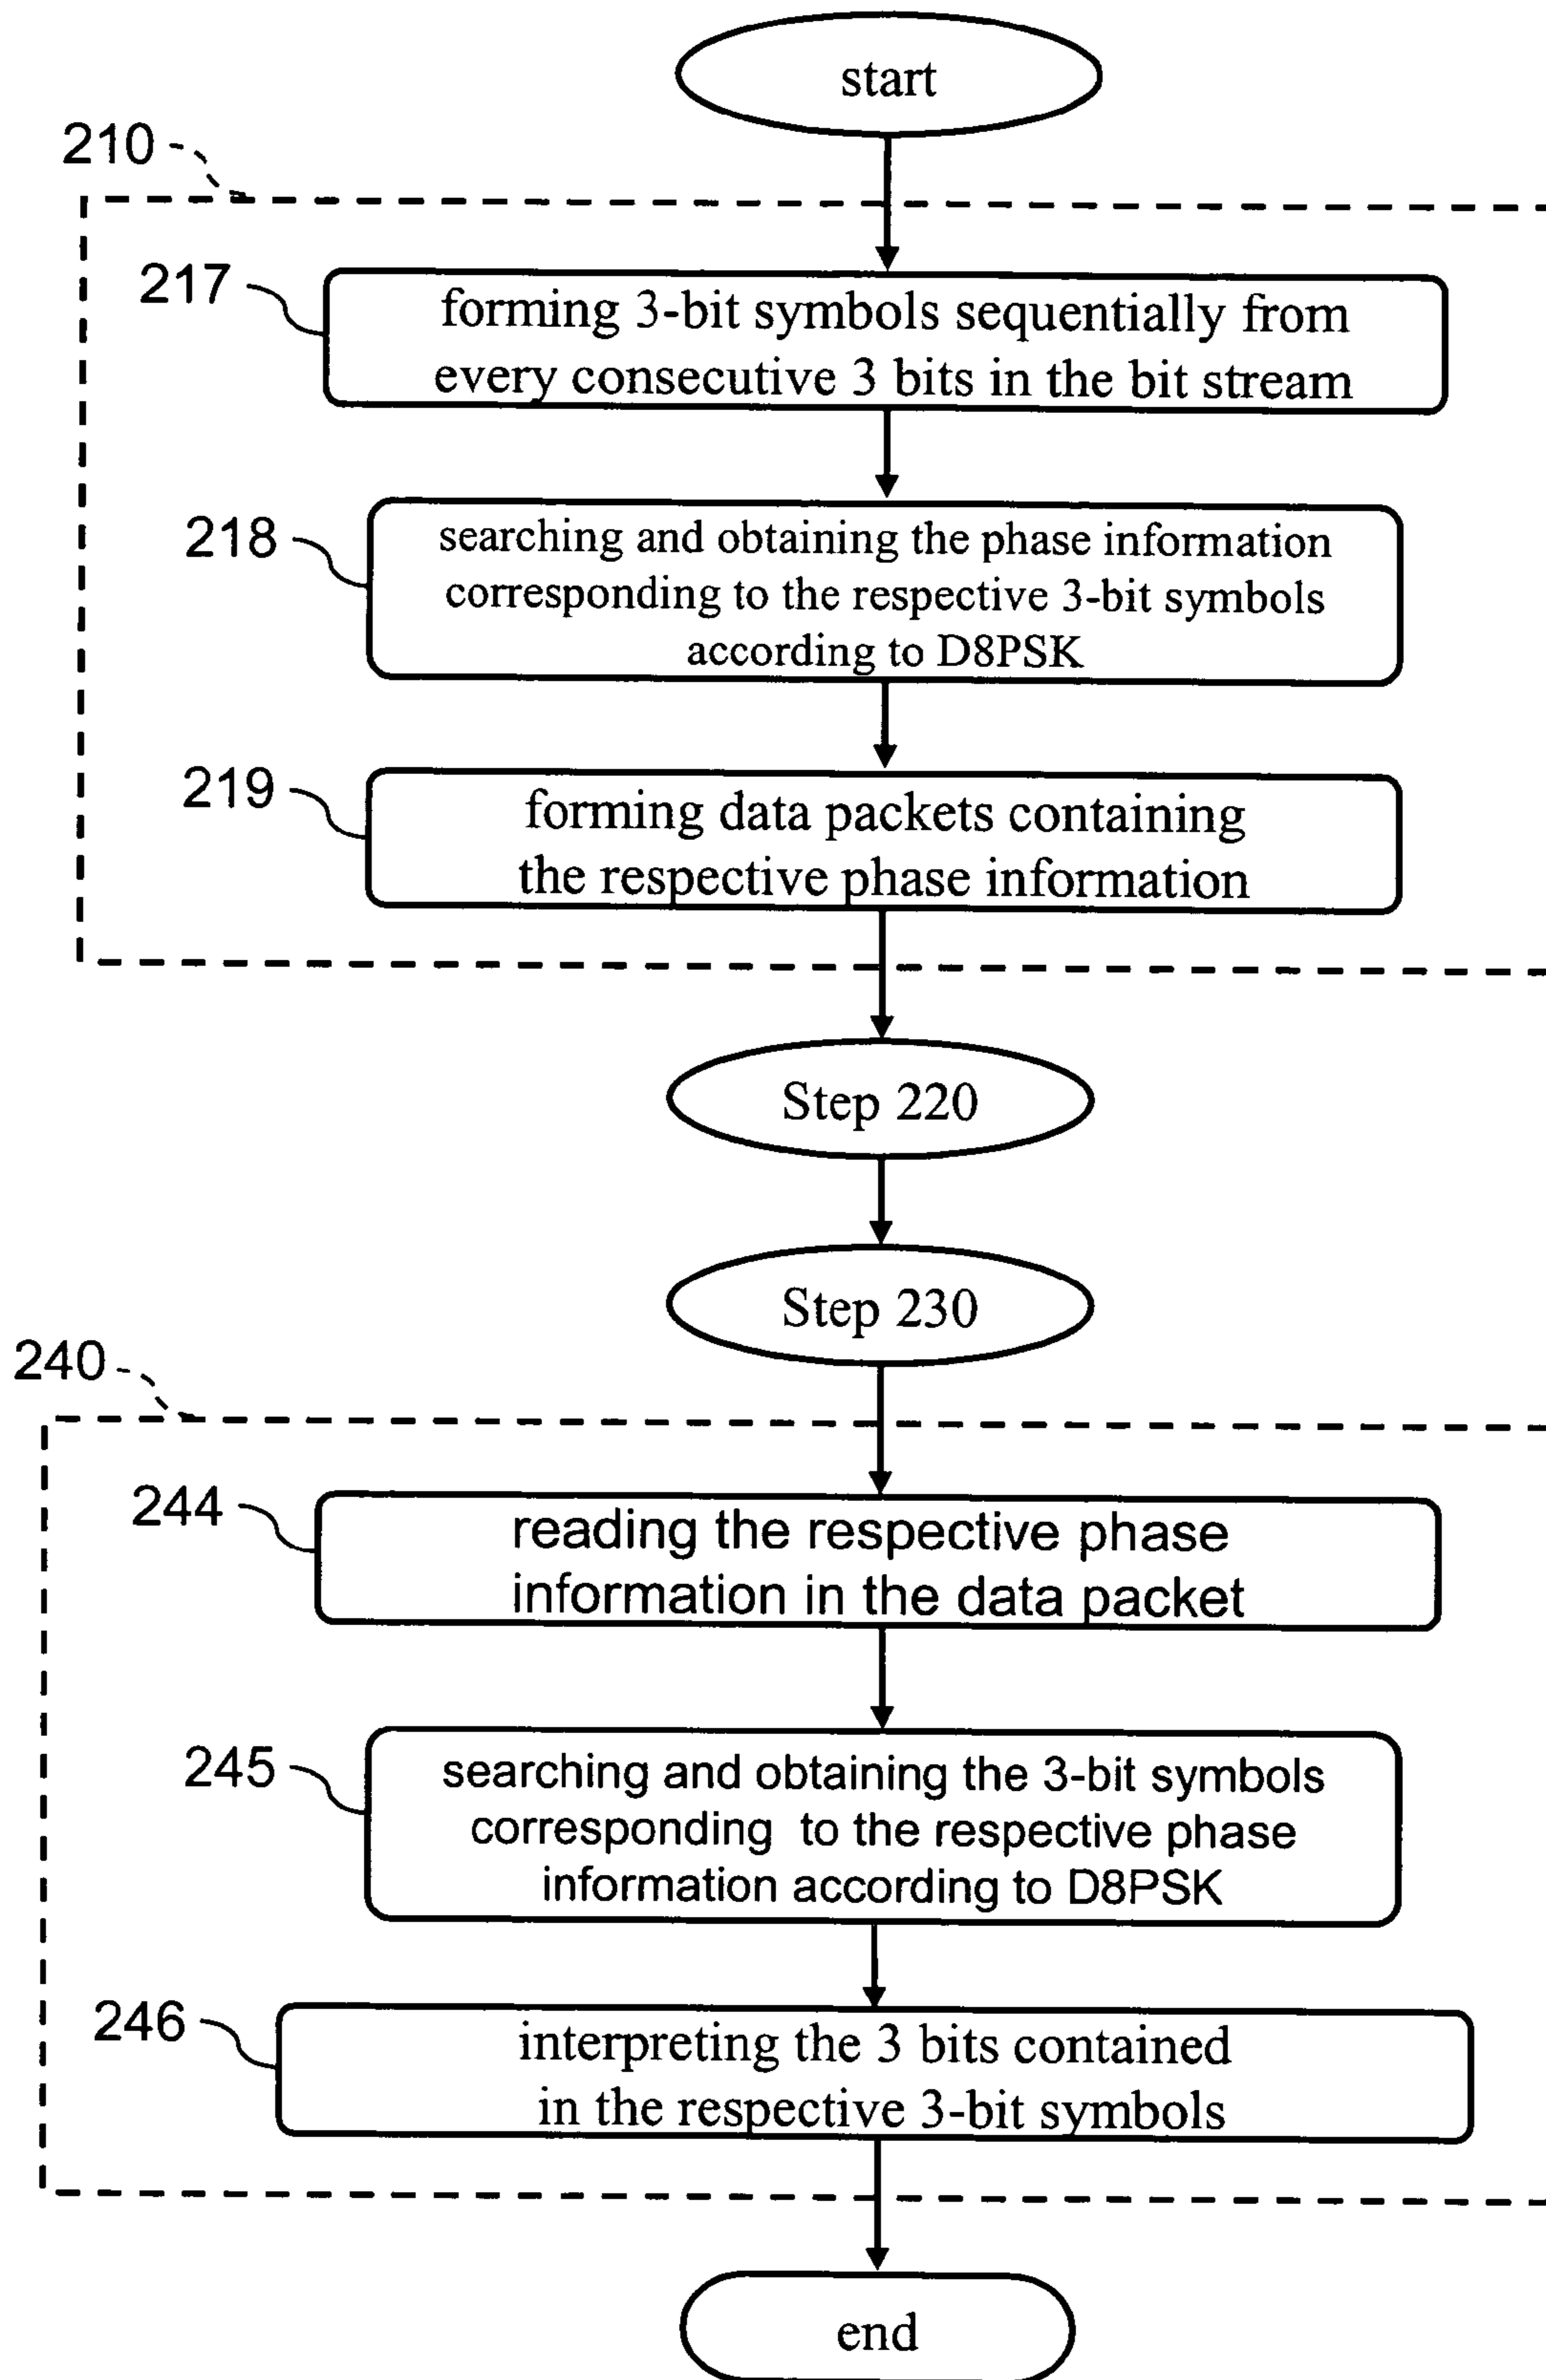 start
210
217
forming 3-bit symbols sequentially from
every consecutive 3 bits in the bit stream
218
searching and obtaining the phase information
corresponding to the respective 3-bit symbols
according to D8PSK
219
forming data packets containing
the respective phase information
Step 220
Step 230
240
244
reading the respective phase
information in the data packet
245
searching and obtaining the 3-bit symbols
corresponding to the respective phase
information according to D8PSK
246
interpreting the 3 bits contained
in the respective 3-bit symbols
end